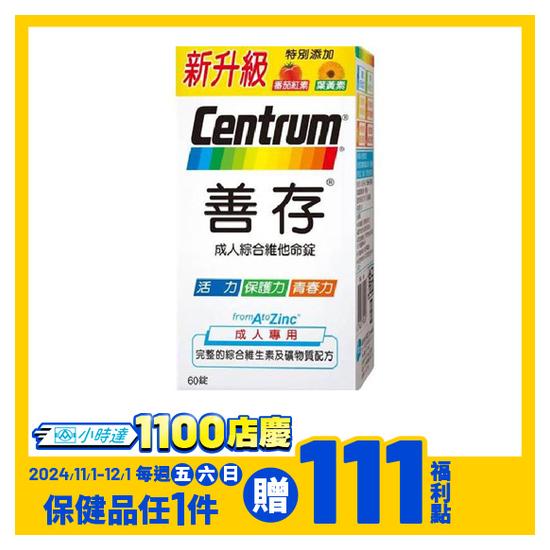 新升級
特別添加
番茄紅素 葉黃素
Centrum®
善存®
成人綜合維他命錠
活力 保護力 青春力
from A to Zinc®
成人專用
完整的綜合維生素及礦物質配方
60錠
小時達 1100店慶
2024/11/1-12/1 每週五六日
保健品任1件 贈 111 福利點